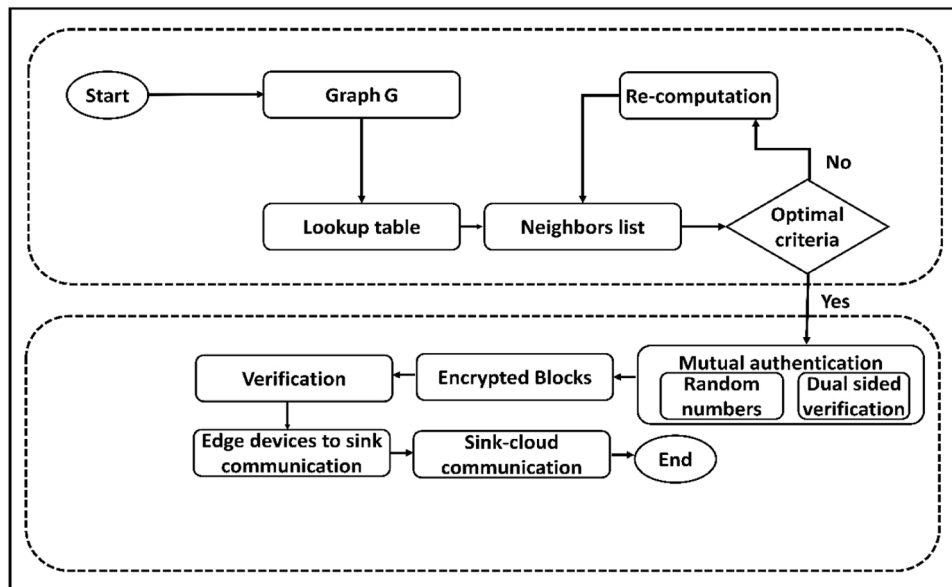 Start
Graph G
Re-computation
No
Lookup table
Neighbors list
Optimal
criteria
Yes
Mutual authentication
Random
numbers
Dual sided
verification
Encrypted Blocks
Verification
Edge devices to sink
communication
Sink-cloud
communication
End